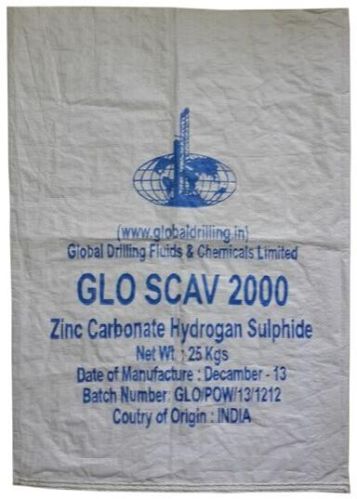 (www.globaldrilling.in)
Global Drilling Fluids & Chemicals Limited
GLO SCAV 2000
Zinc Carbonate Hydrogan Sulphide
Net Wt : 25 Kgs
Date of Manufacture : Decamber - 13
Batch Number: GLO/POW/13/1212
Coutry of Origin : INDIA